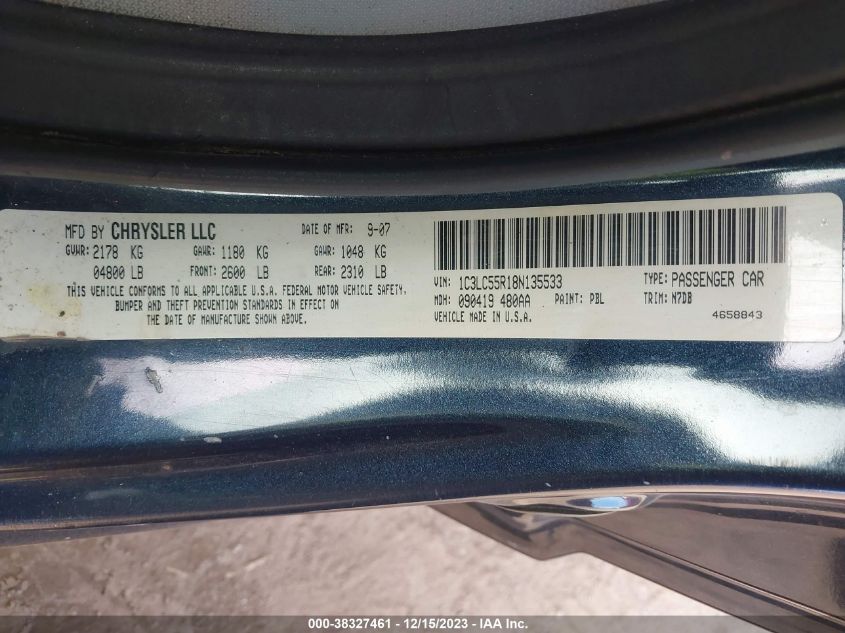 MFD BY CHRYSLER LLC DATE OF MFR: 9-07
GVWR: 2178 KG GAWR: 1180 KG GAWR: 1048 KG
04800 LB FRONT: 2600 LB REAR: 2310 LB
THIS VEHICLE CONFORMS TO ALL APPLICABLE U.S.A. FEDERAL MOTOR VEHICLE SAFETY,
BUMPER AND THEFT PREVENTION STANDARDS IN EFFECT ON
THE DATE OF MANUFACTURE SHOWN ABOVE.
VIN: 1C3LC55R18N135533 TYPE: PASSENGER CAR
MDH: 090419 480AA PAINT: PBL TRIM: N7DB
VEHICLE MADE IN U.S.A. 4658843
000-38327461 - 12/15/2023 - IAA Inc.